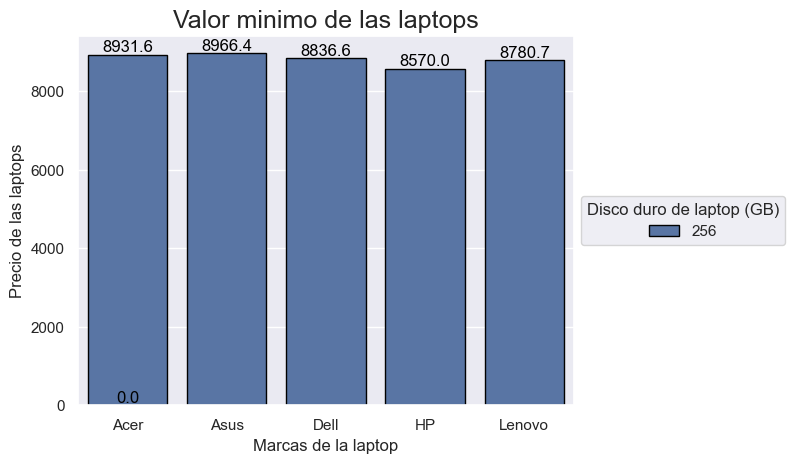 Valor minimo de las laptops
8931.6
8966.4
8836.6
8570.0
8780.7
0.0
8000
6000
4000
2000
0
Precio de las laptops
Acer
Asus
Dell
HP
Lenovo
Marcas de la laptop
Disco duro de laptop (GB)
256